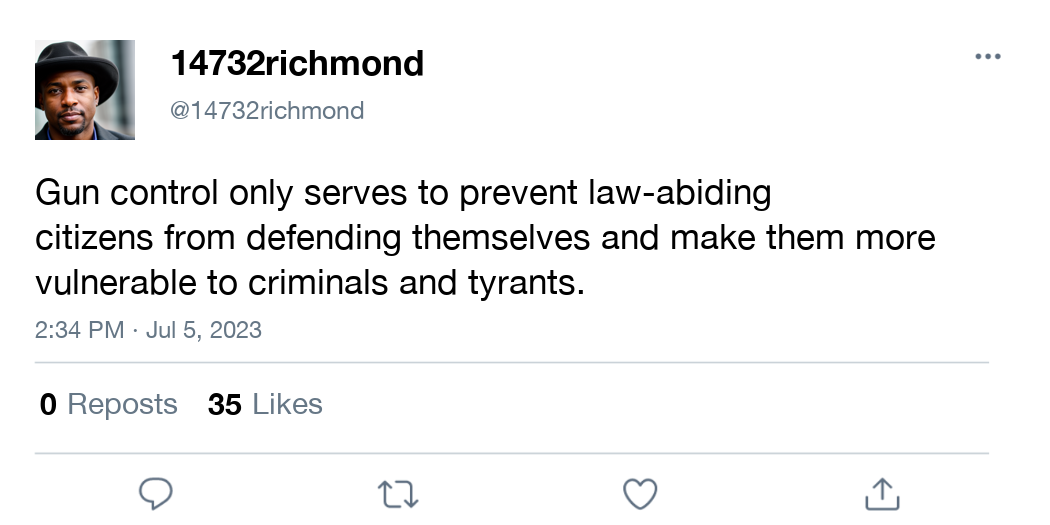 14732richmond
@14732richmond
Gun control only serves to prevent law-abiding
citizens from defending themselves and make them more
vulnerable to criminals and tyrants.
2:34 PM · Jul 5, 2023
0 Reposts 35 Likes